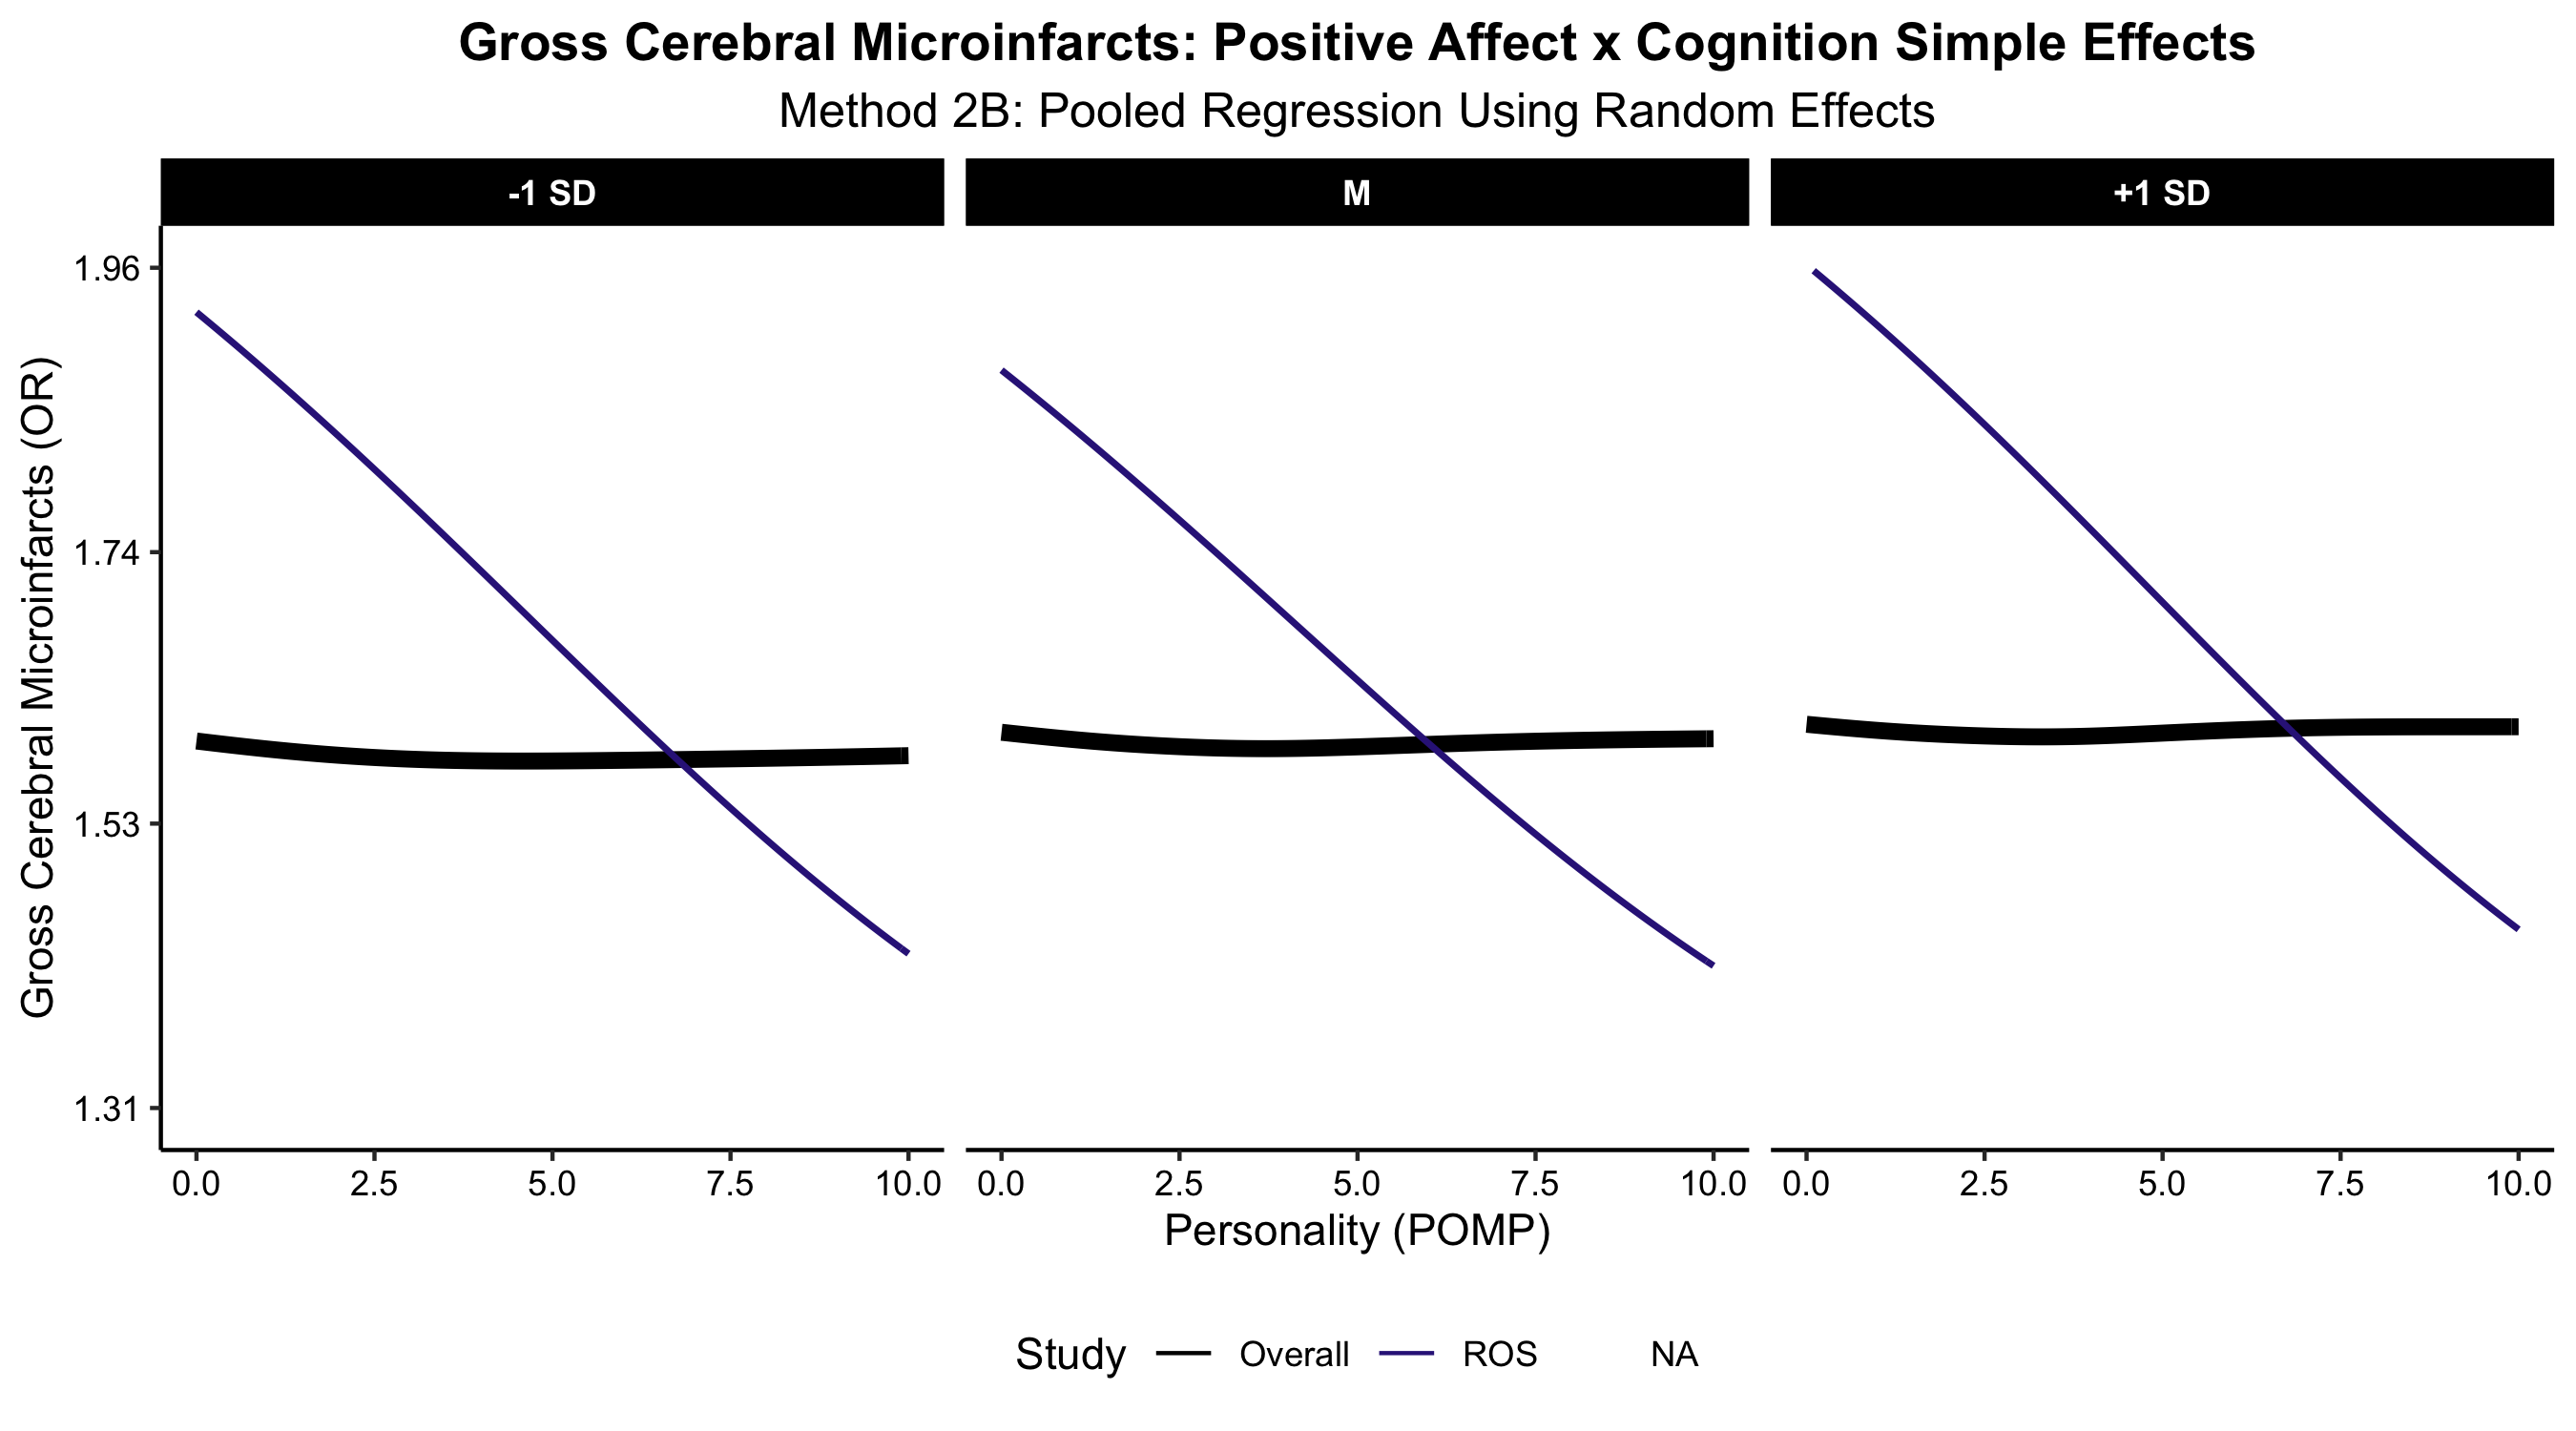 Gross Cerebral Microinfarcts: Positive Affect x Cognition Simple Effects
Method 2B: Pooled Regression Using Random Effects
-1 SD
M
+1 SD
Gross Cerebral Microinfarcts (OR)
1.96
1.74
1.53
1.31
0.0 2.5 5.0 7.5 10.0
0.0 2.5 5.0 7.5 10.0
0.0 2.5 5.0 7.5 10.0
Personality (POMP)
Study Overall ROS NA